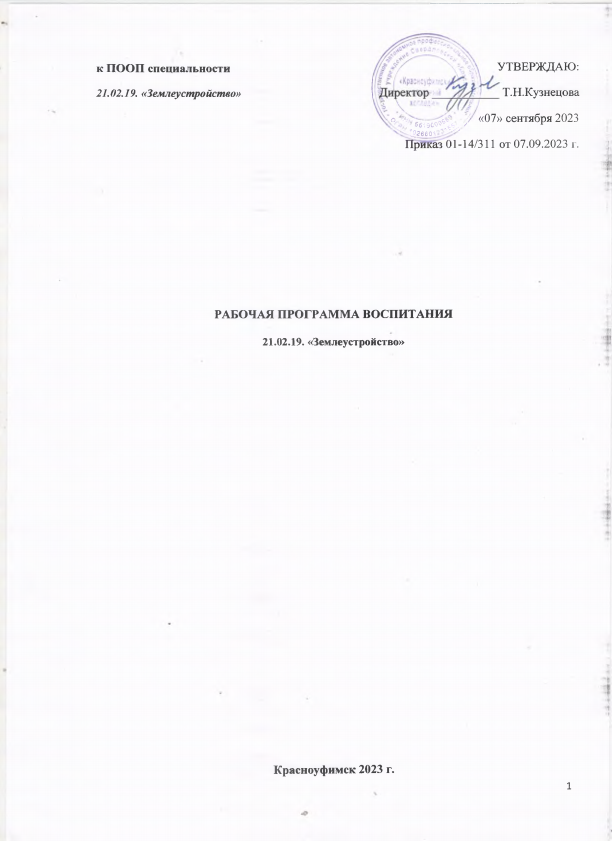 к ПООП специальности
21.02.19. «Землеустройство»
УТВЕРЖДАЮ:
Директор ____________ Т.Н.Кузнецова
«07» сентября 2023
Приказ 01-14/311 от 07.09.2023 г.
РАБОЧАЯ ПРОГРАММА ВОСПИТАНИЯ
21.02.19. «Землеустройство»
Красноуфимск 2023 г.
1